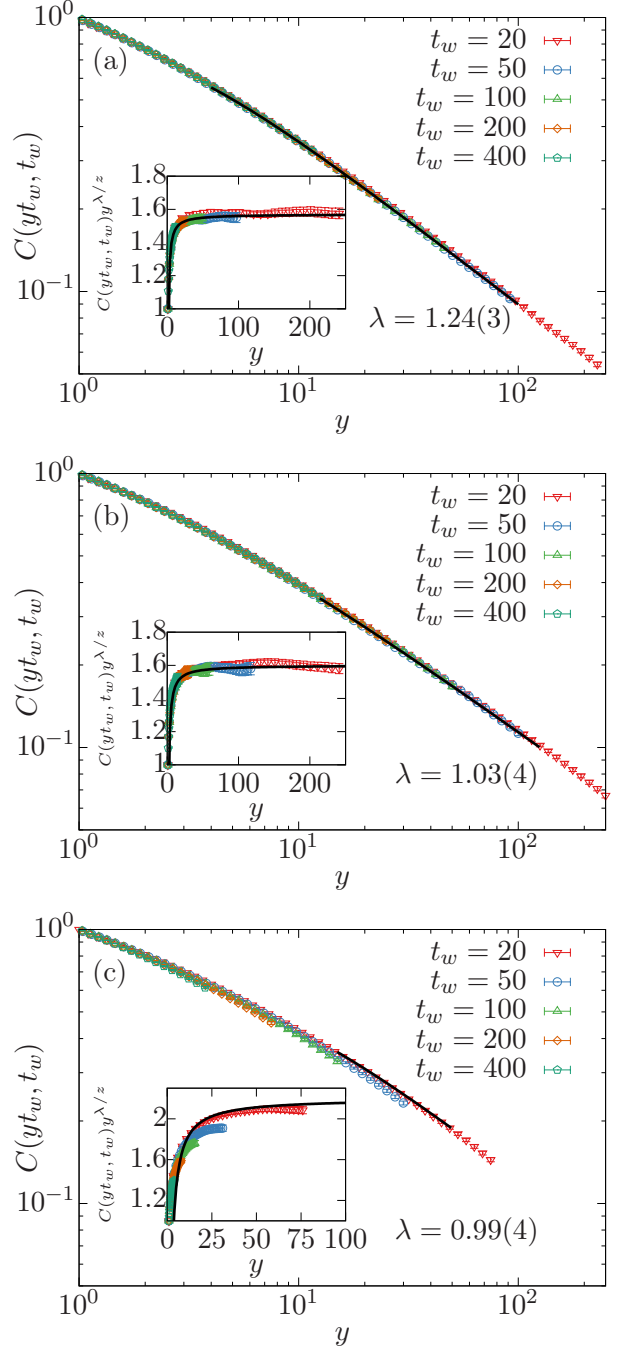 (a)
t_w = 20
t_w = 50
t_w = 100
t_w = 200
t_w = 400
C(yt_w, t_w)
10^0
10^{-1}
C(yt_w, t_w)y^{λ/z}
1.8
1.6
1.4
1.2
1
0 100 200
y
λ = 1.24(3)
10^0 10^1 10^2
y
(b)
t_w = 20
t_w = 50
t_w = 100
t_w = 200
t_w = 400
C(yt_w, t_w)
10^0
10^{-1}
C(yt_w, t_w)y^{λ/z}
1.8
1.6
1.4
1.2
1
0 100 200
y
λ = 1.03(4)
10^0 10^1 10^2
y
(c)
t_w = 20
t_w = 50
t_w = 100
t_w = 200
t_w = 400
C(yt_w, t_w)
10^0
10^{-1}
C(yt_w, t_w)y^{λ/z}
2
1.6
1.2
0 25 50 75 100
y
λ = 0.99(4)
10^0 10^1 10^2
y